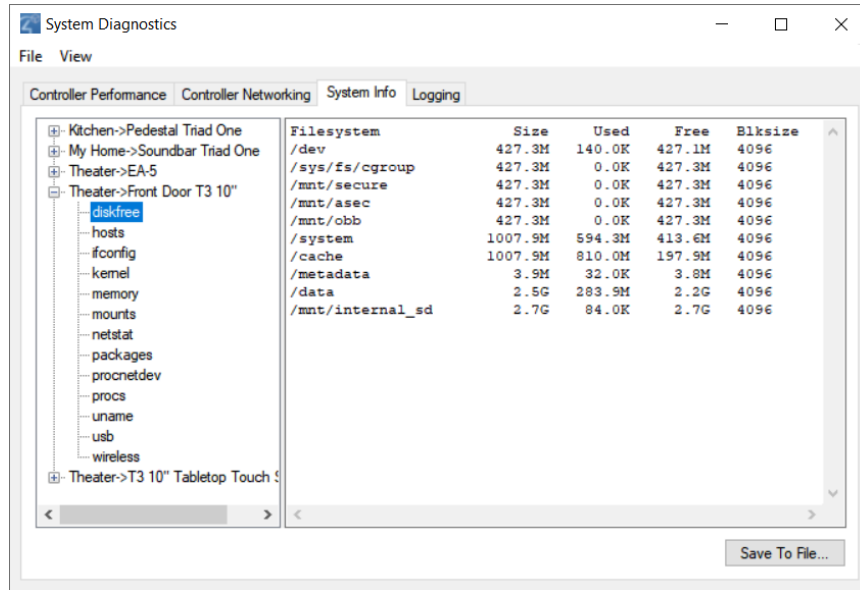 System Diagnostics
File View
Controller Performance Controller Networking System Info Logging
Kitchen->Pedestal Triad One
My Home->Soundbar Triad One
Theater->EA-5
Theater->Front Door T3 10"
diskfree
hosts
ifconfig
kernel
memory
mounts
netstat
packages
procnetdev
procs
uname
usb
wireless
Theater->T3 10" Tabletop Touch
Filesystem Size Used Free Blksize
/dev 427.3M 140.0K 427.1M 4096
/sys/fs/cgroup 427.3M 0.0K 427.3M 4096
/mnt/secure 427.3M 0.0K 427.3M 4096
/mnt/asec 427.3M 0.0K 427.3M 4096
/mnt/obb 427.3M 0.0K 427.3M 4096
/system 1007.9M 594.3M 413.6M 4096
/cache 1007.9M 810.0M 197.9M 4096
/metadata 3.9M 32.0K 3.8M 4096
/data 2.5G 283.9M 2.2G 4096
/mnt/internal_sd 2.7G 84.0K 2.7G 4096
Save To File...